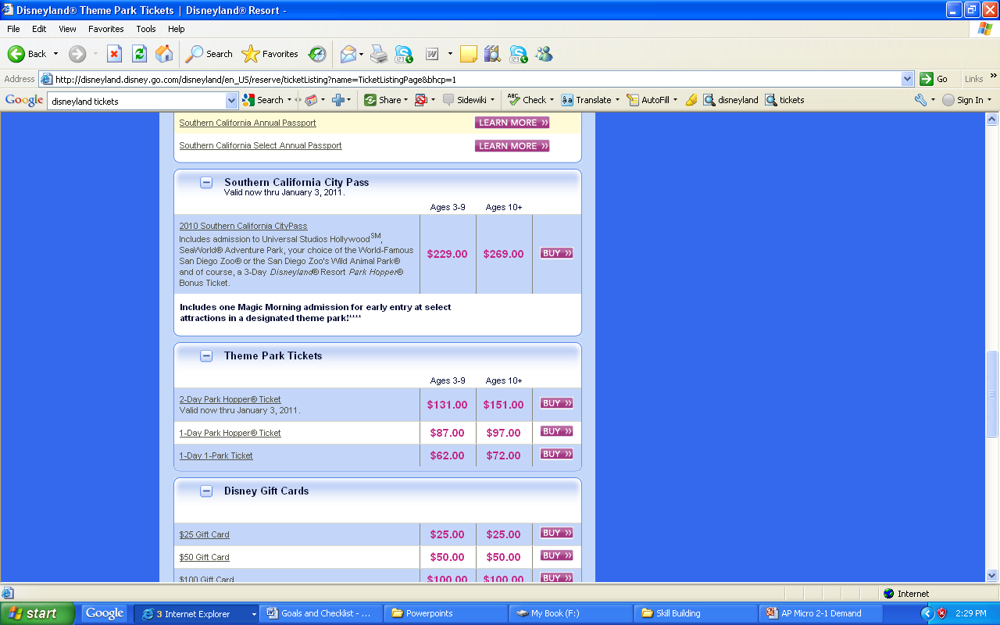 Disneyland® Theme Park Tickets | Disneyland® Resort -
File Edit View Favorites Tools Help
Back Search Favorites
Address http://disneyland.disney.go.com/disneyland/en_US/reserve/ticketListing?name=TicketListingPage&bhcp=1 Go Links »
Google disneyland tickets Search Share Sidewiki Check Translate AutoFill disneyland tickets Sign In
Southern California Annual Passport LEARN MORE »
Southern California Select Annual Passport LEARN MORE »
Southern California City Pass
Valid now thru January 3, 2011.
Ages 3-9 Ages 10+
2010 Southern California CityPass
Includes admission to Universal Studios Hollywood℠,
SeaWorld® Adventure Park, your choice of the World-Famous
San Diego Zoo® or the San Diego Zoo's Wild Animal Park®
and of course, a 3-Day Disneyland® Resort Park Hopper®
Bonus Ticket.
$229.00 $269.00 BUY »
Includes one Magic Morning admission for early entry at select
attractions in a designated theme park!****
Theme Park Tickets
Ages 3-9 Ages 10+
2-Day Park Hopper® Ticket
Valid now thru January 3, 2011.
$131.00 $151.00 BUY »
1-Day Park Hopper® Ticket $87.00 $97.00 BUY »
1-Day 1-Park Ticket $62.00 $72.00 BUY »
Disney Gift Cards
$25 Gift Card $25.00 $25.00 BUY »
$50 Gift Card $50.00 $50.00 BUY »
$100 Gift Card $100.00 $100.00 BUY »
Internet
start Google 3 Internet Explorer Goals and Checklist - ... Powerpoints My Book (F:) Skill Building AP Micro 2-1 Demand 2:29 PM